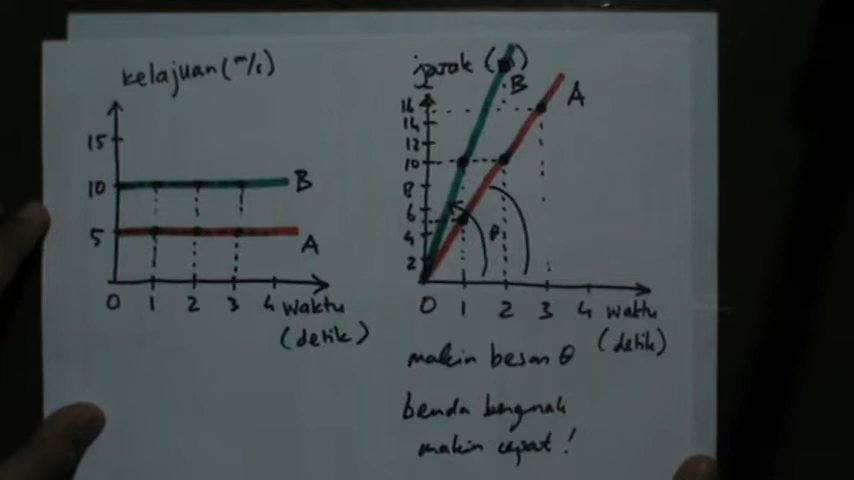 kelajuan (m/s)
15
10
5
B
A
0 1 2 3 4 waktu
(detik)
jarak (m)
B
A
16
14
12
10
8
6
4
2
θ
0 1 2 3 4 waktu
(detik)
makin besar θ
benda bergerak
makin cepat!